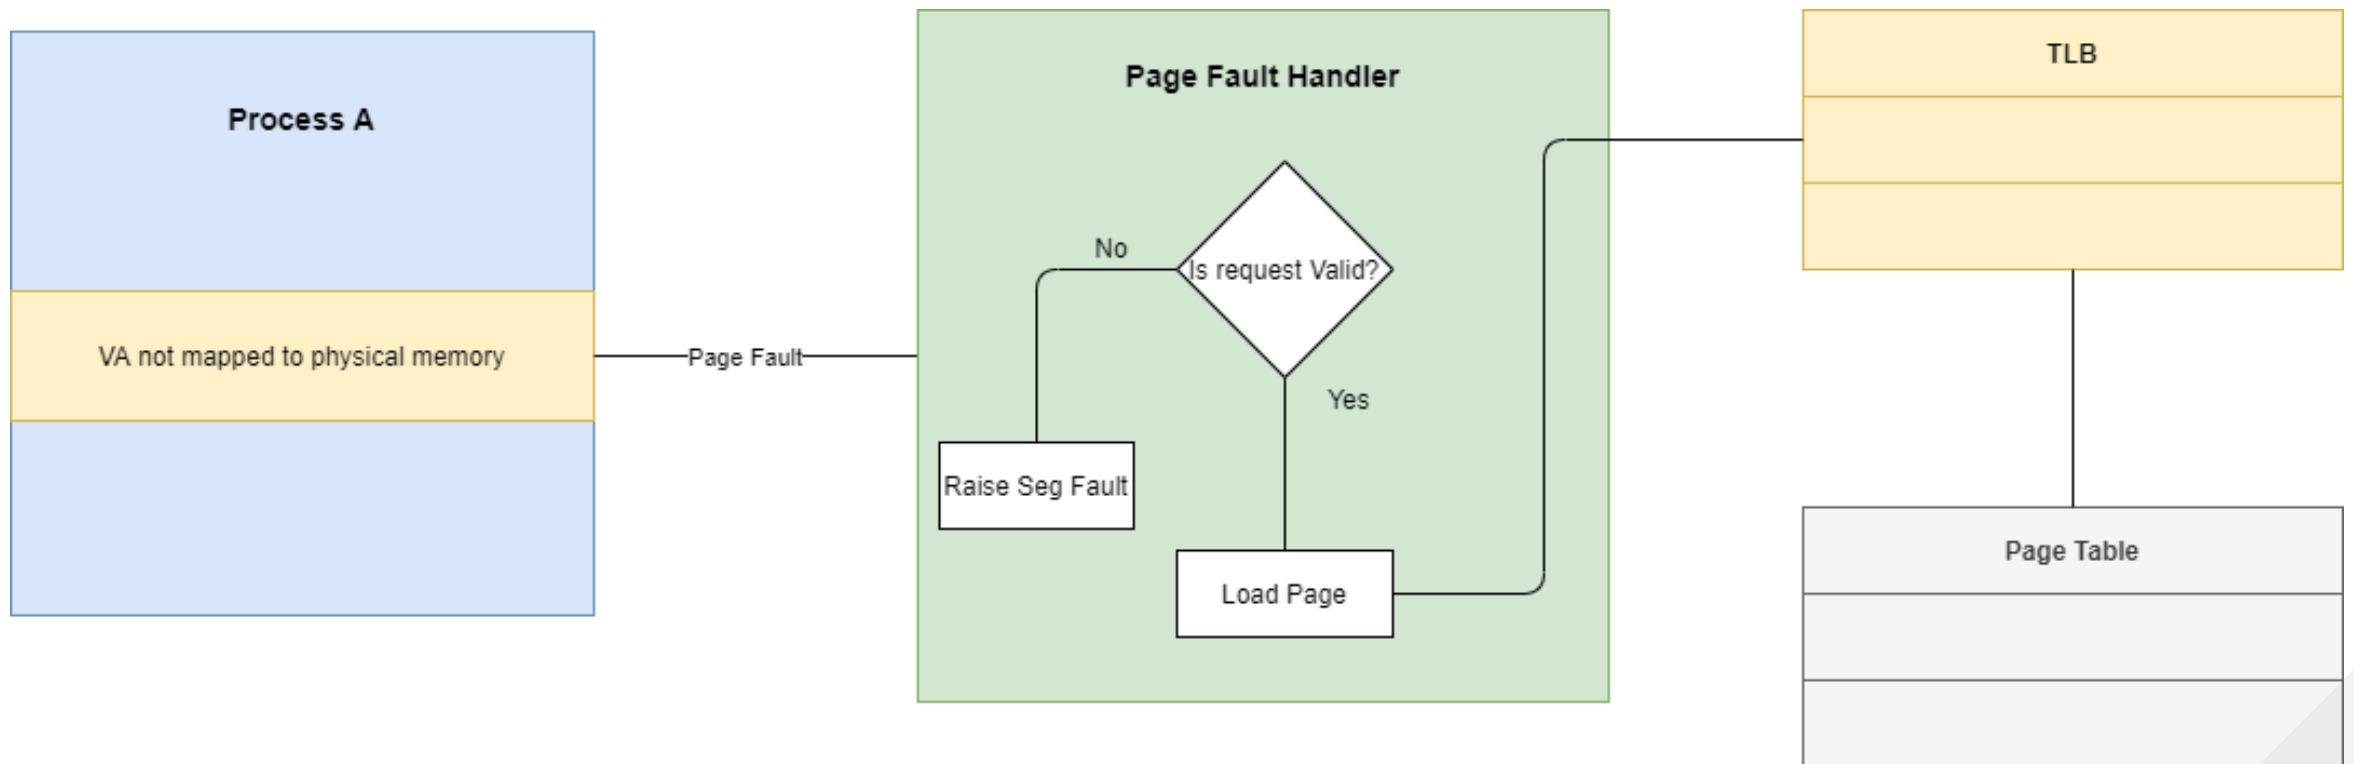 Process A
VA not mapped to physical memory
Page Fault
Page Fault Handler
Is request Valid?
No
Yes
Raise Seg Fault
Load Page
TLB
Page Table